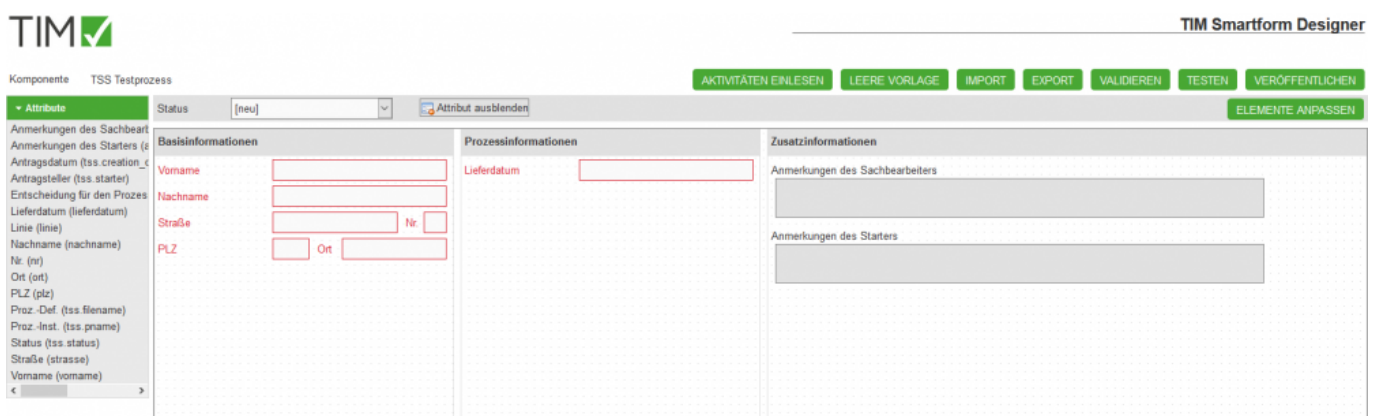 TIM
TIM Smartform Designer
Komponente TSS Testprozess
AKTIVITÄTEN EINLESEN LEERE VORLAGE IMPORT EXPORT VALIDIEREN TESTEN VERÖFFENTLICHEN
Attribute
Status [neu] Attribut ausblenden ELEMENTE ANPASSEN
Anmerkungen des Sachbearb
Anmerkungen des Starters (a
Antragsdatum (tss.creation_c
Antragsteller (tss.starter)
Entscheidung für den Prozes
Lieferdatum (lieferdatum)
Linie (linie)
Nachname (nachname)
Nr. (nr)
Ort (ort)
PLZ (plz)
Proz.-Def. (tss.filename)
Proz.-Inst. (tss.pname)
Status (tss.status)
Straße (strasse)
Vorname (vorname)
Basisinformationen
Vorname
Nachname
Straße Nr.
PLZ Ort
Prozessinformationen
Lieferdatum
Zusatzinformationen
Anmerkungen des Sachbearbeiters
Anmerkungen des Starters